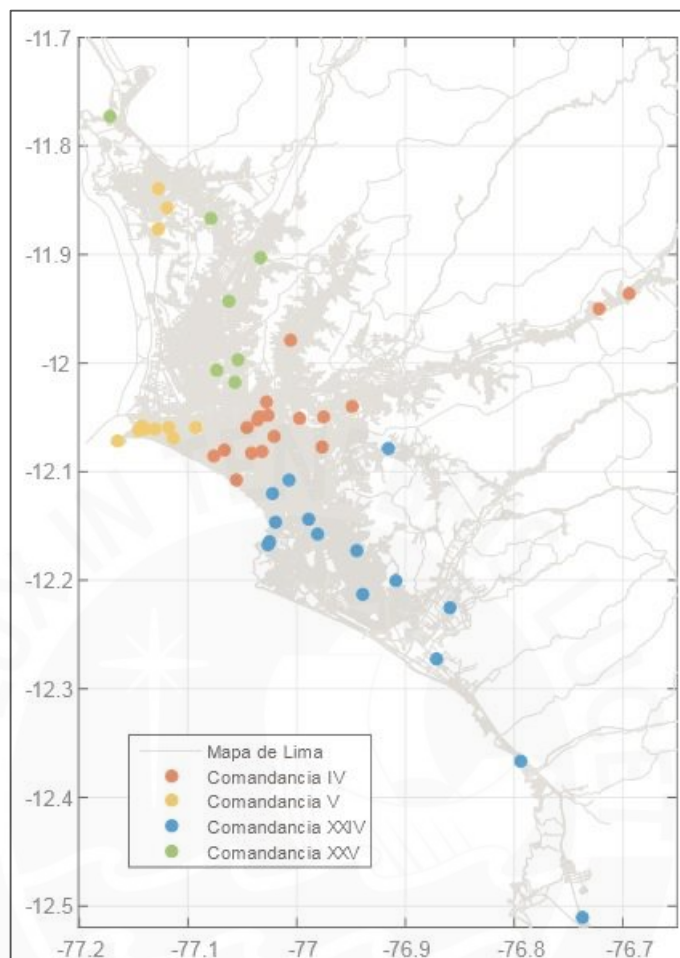 -11.7
-11.8
-11.9
-12
-12.1
-12.2
-12.3
-12.4
-12.5
Mapa de Lima
Comandancia IV
Comandancia V
Comandancia XXIV
Comandancia XXV
-77.2 -77.1 -77 -76.9 -76.8 -76.7